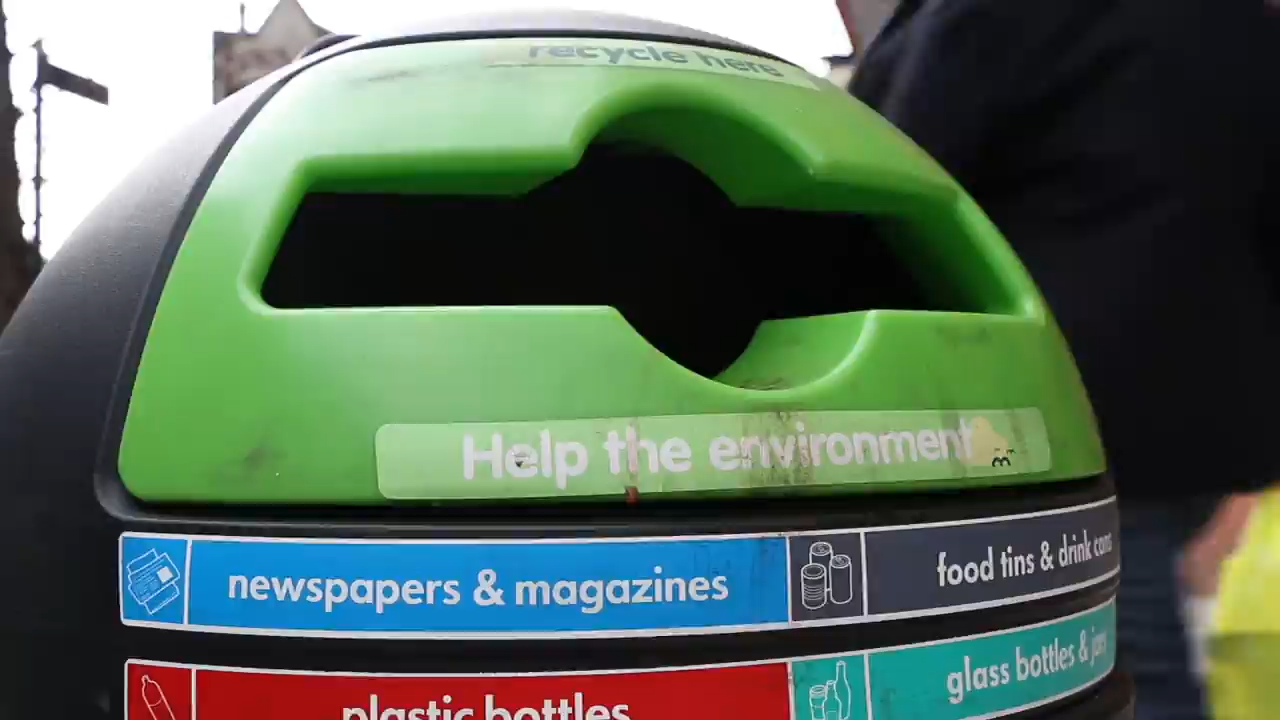 recycle here
Help the environment
newspapers & magazines
food tins & drink cans
plastic bottles
glass bottles & jars